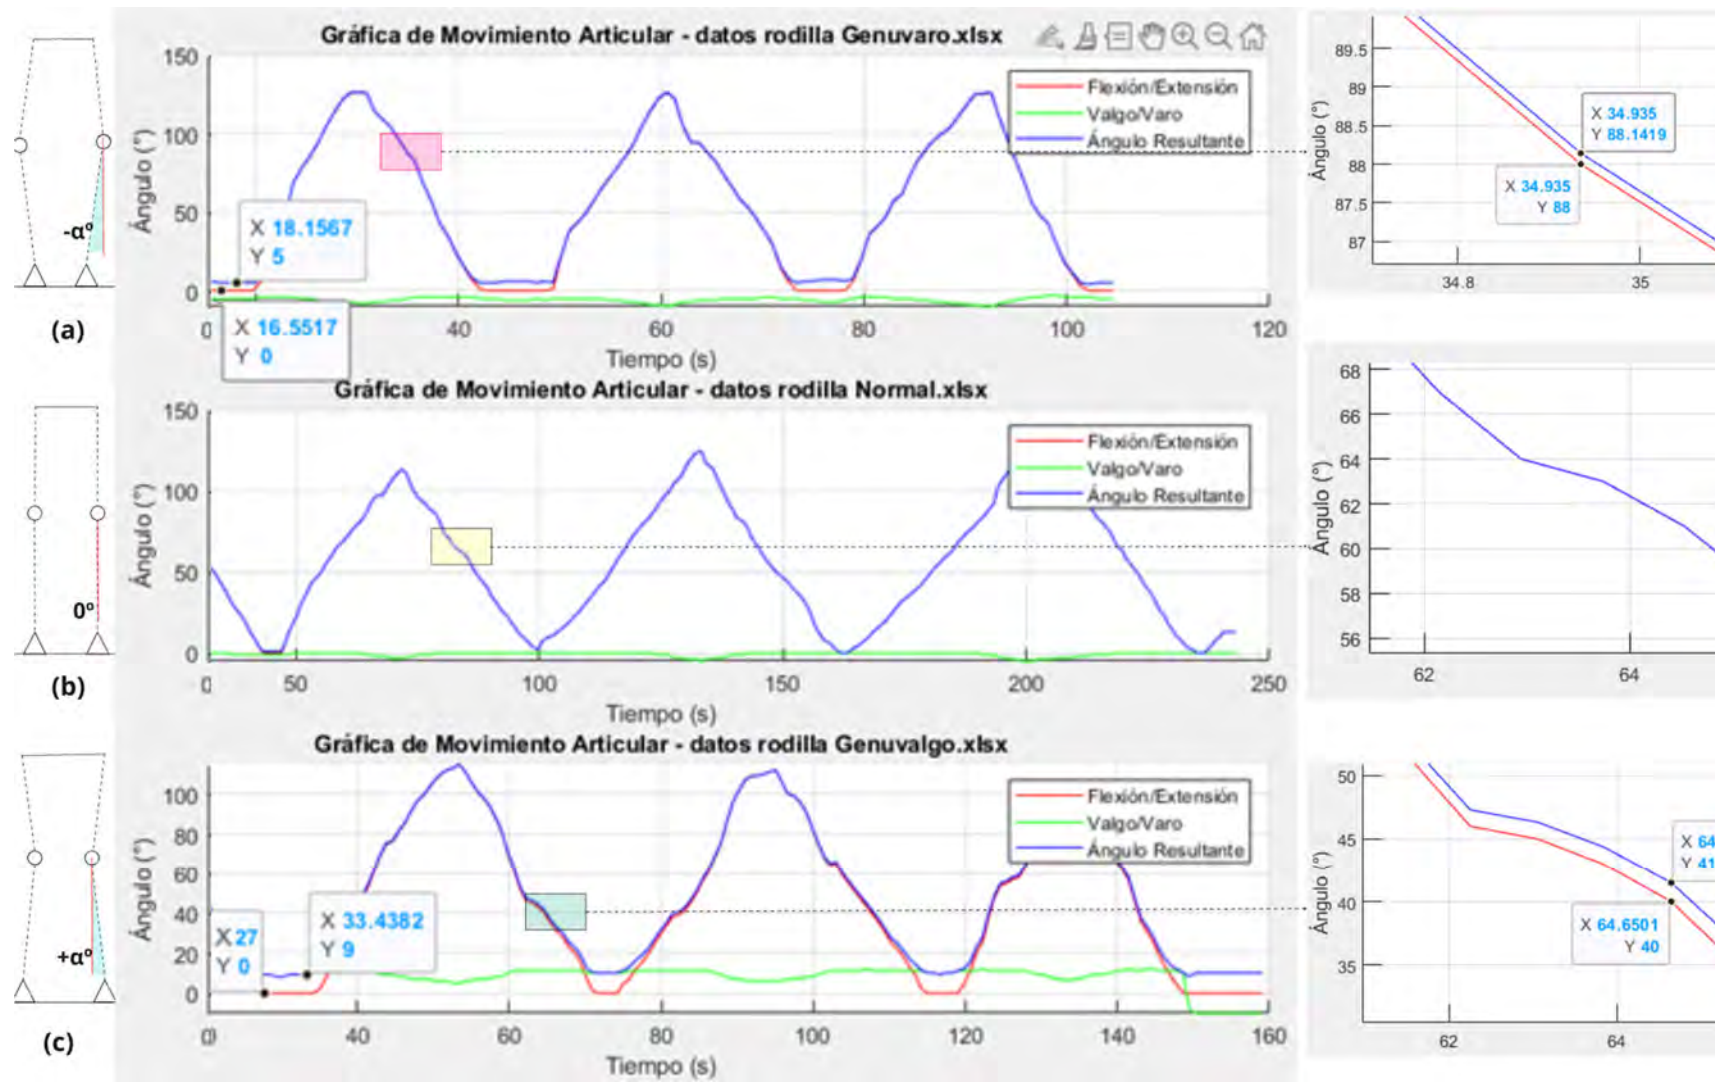 Gráfica de Movimiento Articular - datos rodilla Genuvaro.xlsx
150
100
50
0
Ángulo (°)
Flexión/Extensión
Valgo/Varo
Ángulo Resultante
X 18.1567
Y 5
X 16.5517
Y 0
0
40
60
80
100
120
Tiempo (s)
-αº
(a)
89.5
89
88.5
88
87.5
87
Ángulo (°)
X 34.935
Y 88.1419
X 34.935
Y 88
34.8
35
Gráfica de Movimiento Articular - datos rodilla Normal.xlsx
150
100
50
0
Ángulo (°)
Flexión/Extensión
Valgo/Varo
Ángulo Resultante
0
50
100
150
200
250
Tiempo (s)
0º
(b)
68
66
64
62
60
58
56
Ángulo (°)
62
64
Gráfica de Movimiento Articular - datos rodilla Genuvalgo.xlsx
100
80
60
40
20
0
Ángulo (°)
Flexión/Extensión
Valgo/Varo
Ángulo Resultante
X 27
Y 0
X 33.4382
Y 9
0
40
60
80
100
120
140
160
Tiempo (s)
+αº
(c)
50
45
40
35
Ángulo (°)
X 64
Y 41
X 64.6501
Y 40
62
64